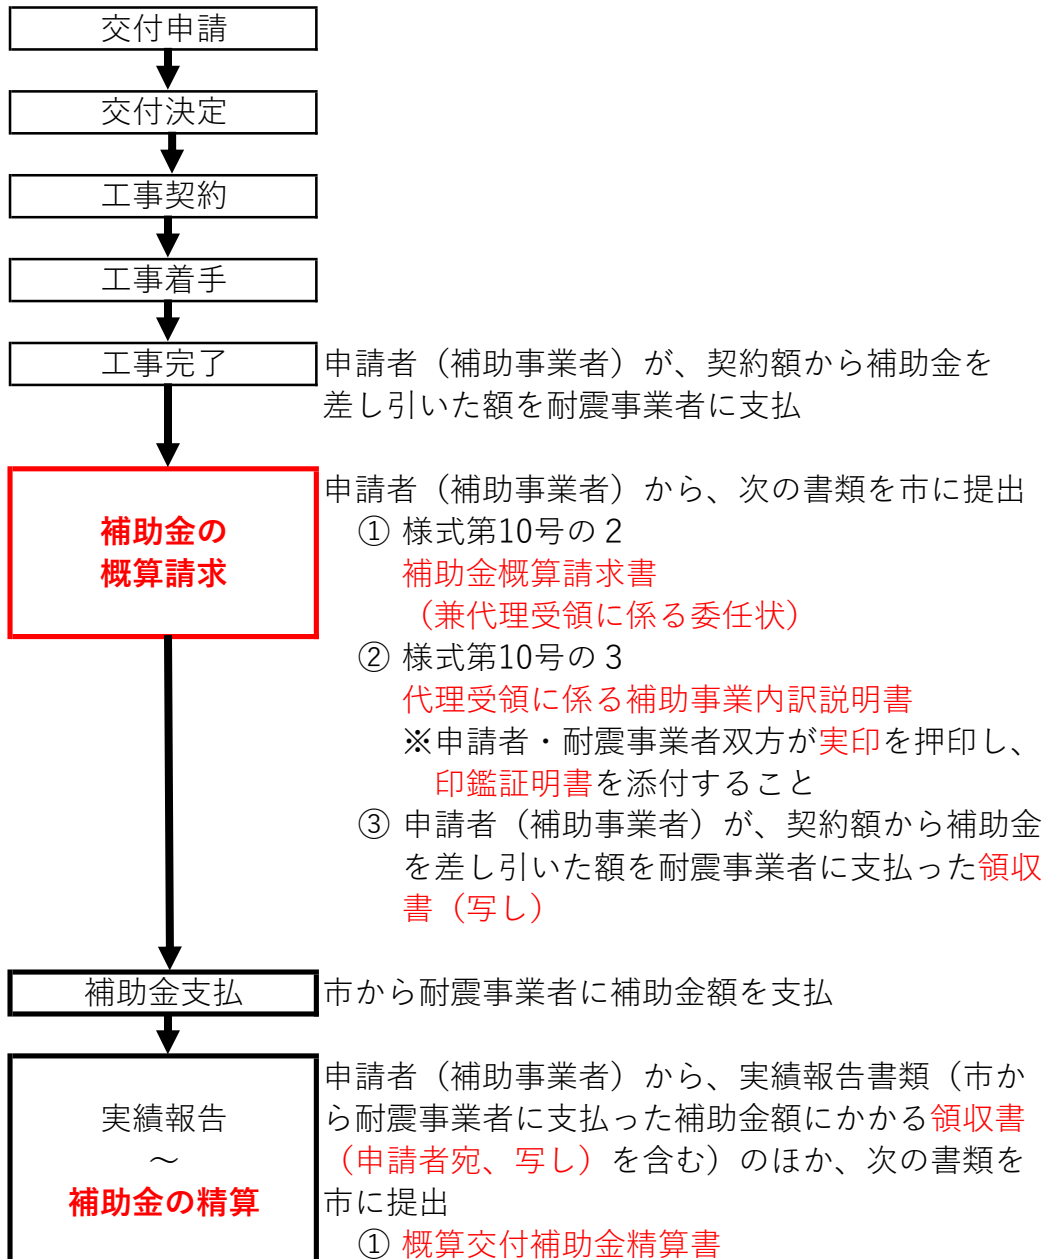 交付申請
交付決定
工事契約
工事着手
工事完了
申請者（補助事業者）が、契約額から補助金を
差し引いた額を耐震事業者に支払
補助金の
概算請求
申請者（補助事業者）から、次の書類を市に提出
① 様式第10号の２
補助金概算請求書
（兼代理受領に係る委任状）
② 様式第10号の３
代理受領に係る補助事業内訳説明書
※申請者・耐震事業者双方が実印を押印し、
印鑑証明書を添付すること
③ 申請者（補助事業者）が、契約額から補助金
を差し引いた額を耐震事業者に支払った領収
書（写し）
補助金支払
市から耐震事業者に補助金額を支払
実績報告
～
補助金の精算
申請者（補助事業者）から、実績報告書類（市か
ら耐震事業者に支払った補助金額にかかる領収書
（申請者宛、写し）を含む）のほか、次の書類を
市に提出
① 概算交付補助金精算書